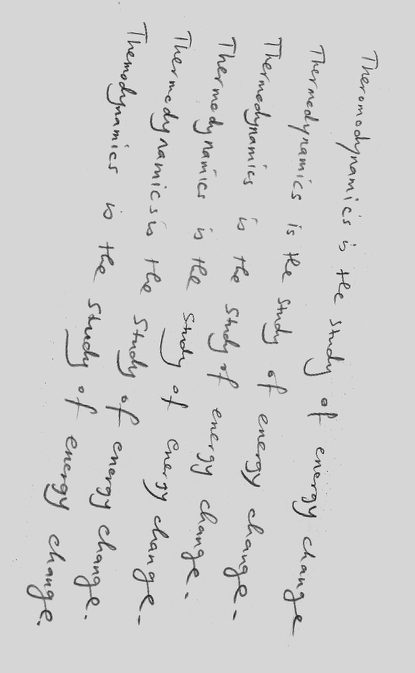 Theromodynamics is the study of energy change
Thermodynamics is the study of energy change -
Thermodynamics is the study of energy change -
Thermodynamics is the study of energy change -
Thermodynamics is the study of energy change.
Themodynamics is the study of energy change.